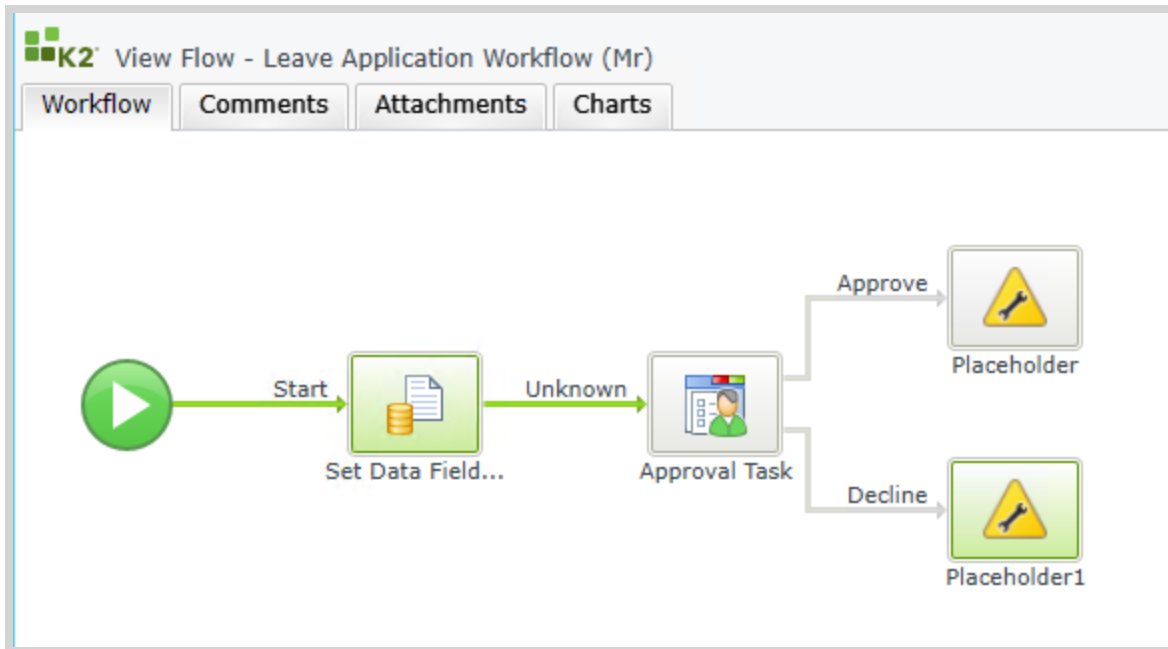 K2 View Flow - Leave Application Workflow (Mr)
Workflow Comments Attachments Charts
Approve
Placeholder
Start
Unknown
Set Data Field...
Approval Task
Decline
Placeholder1